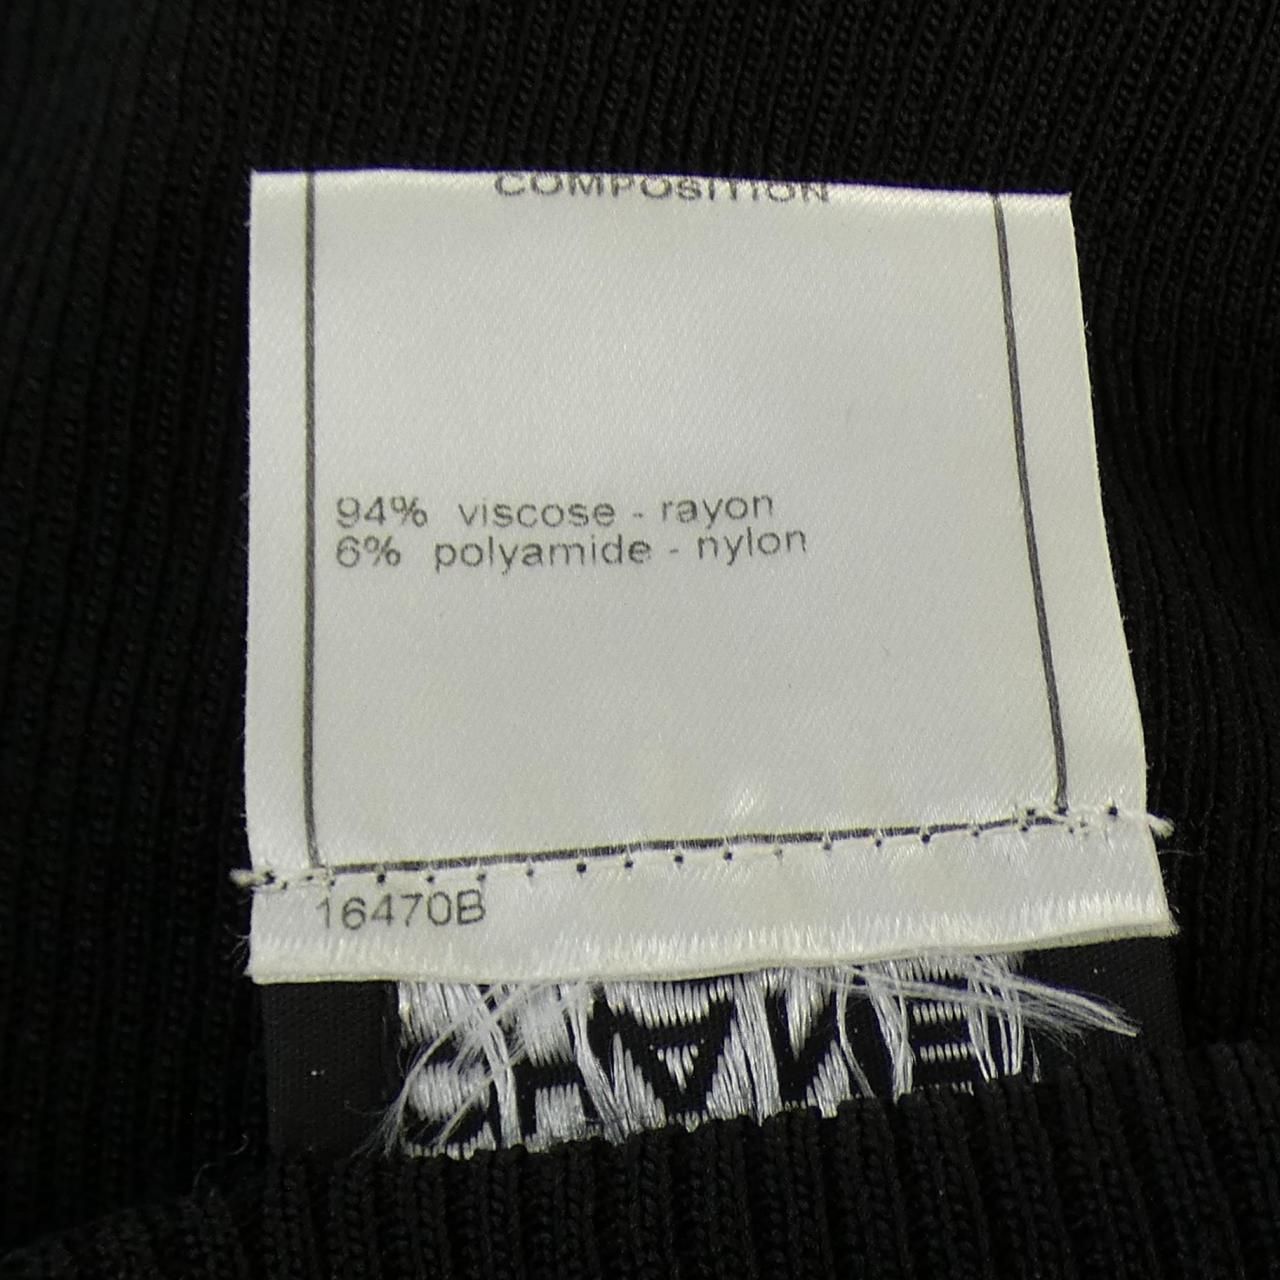 COMPOSITION
94% viscose - rayon
6% polyamide - nylon
16470B